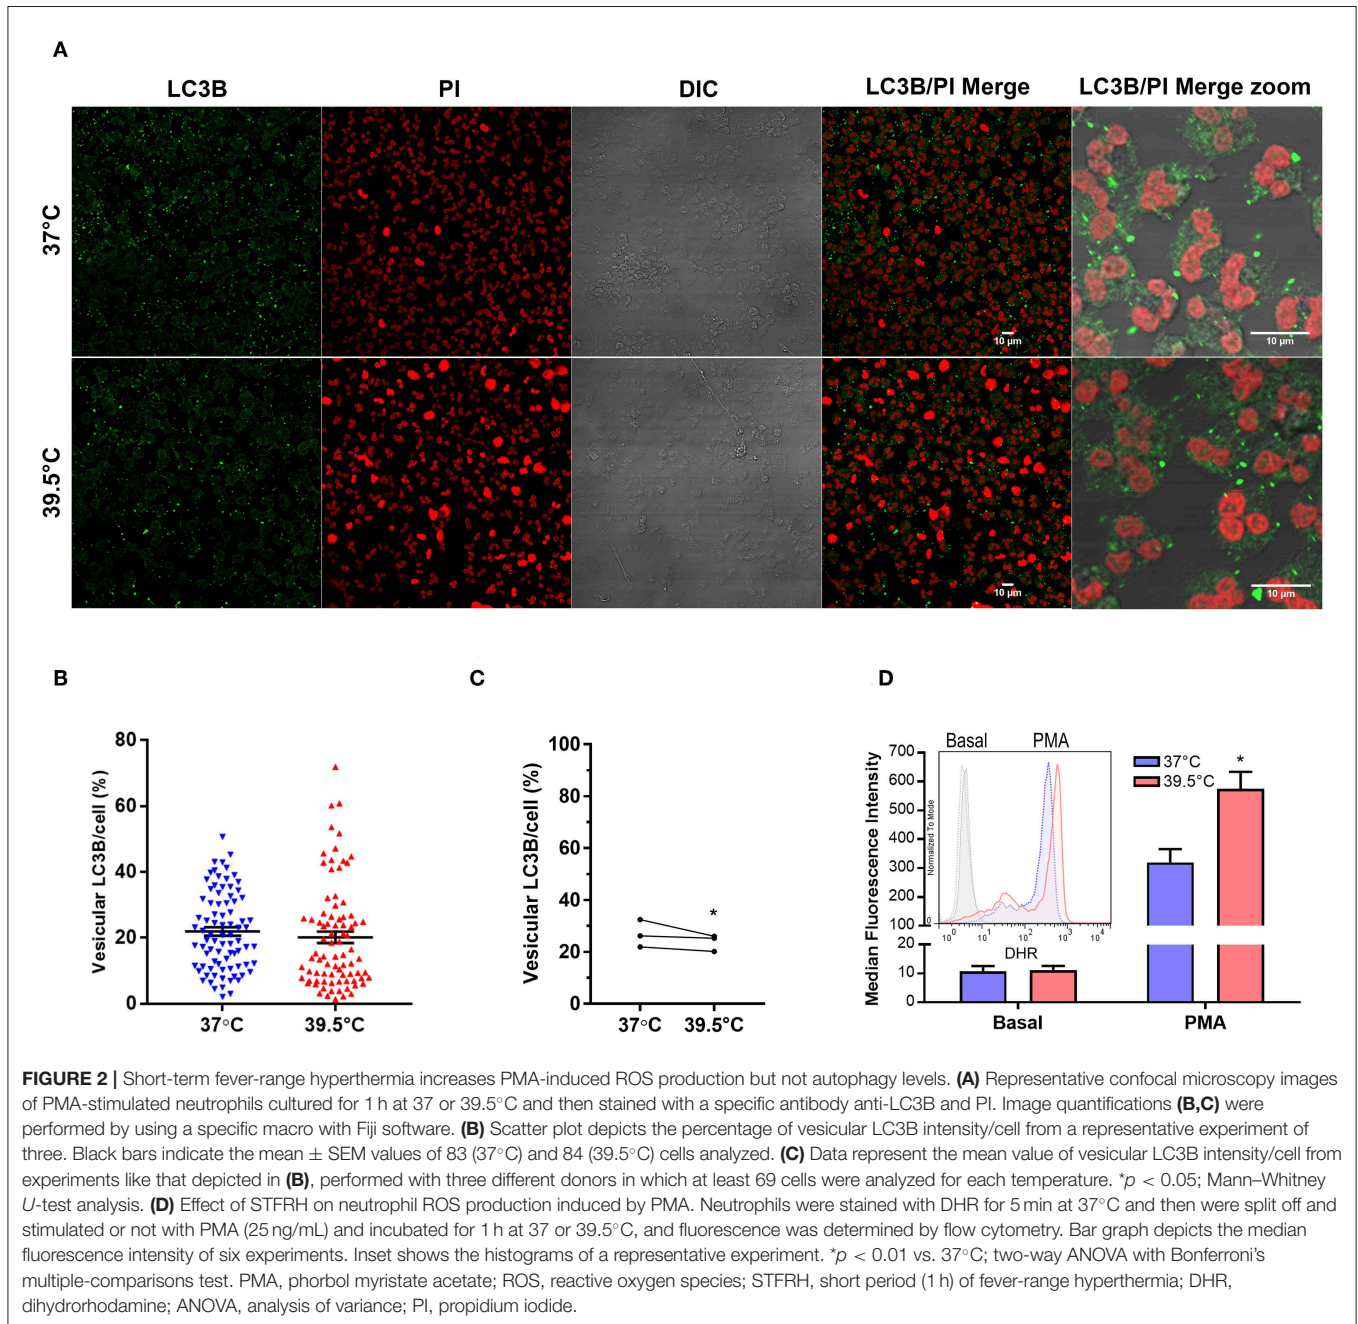 A
LC3B
PI
DIC
LC3B/PI Merge
LC3B/PI Merge zoom
37°C
10 µm
10 µm
39.5°C
10 µm
10 µm
B
Vesicular LC3B/cell (%)
80
60
40
20
0
37°C
39.5°C
C
Vesicular LC3B/cell (%)
100
80
60
40
20
0
*
37°C
39.5°C
D
Median Fluorescence Intensity
700
600
500
400
300
200
100
20
10
0
Basal
PMA
Normalized To Mode
0
10⁰
10¹
10²
10³
10⁴
DHR
37°C
39.5°C
*
Basal
PMA
FIGURE 2 | Short-term fever-range hyperthermia increases PMA-induced ROS production but not autophagy levels. (A) Representative confocal microscopy images
of PMA-stimulated neutrophils cultured for 1 h at 37 or 39.5°C and then stained with a specific antibody anti-LC3B and PI. Image quantifications (B,C) were
performed by using a specific macro with Fiji software. (B) Scatter plot depicts the percentage of vesicular LC3B intensity/cell from a representative experiment of
three. Black bars indicate the mean ± SEM values of 83 (37°C) and 84 (39.5°C) cells analyzed. (C) Data represent the mean value of vesicular LC3B intensity/cell from
experiments like that depicted in (B), performed with three different donors in which at least 69 cells were analyzed for each temperature. *p < 0.05; Mann–Whitney
U-test analysis. (D) Effect of STFRH on neutrophil ROS production induced by PMA. Neutrophils were stained with DHR for 5 min at 37°C and then were split off and
stimulated or not with PMA (25 ng/mL) and incubated for 1 h at 37 or 39.5°C, and fluorescence was determined by flow cytometry. Bar graph depicts the median
fluorescence intensity of six experiments. Inset shows the histograms of a representative experiment. *p < 0.01 vs. 37°C; two-way ANOVA with Bonferroni's
multiple-comparisons test. PMA, phorbol myristate acetate; ROS, reactive oxygen species; STFRH, short period (1 h) of fever-range hyperthermia; DHR,
dihydrorhodamine; ANOVA, analysis of variance; PI, propidium iodide.